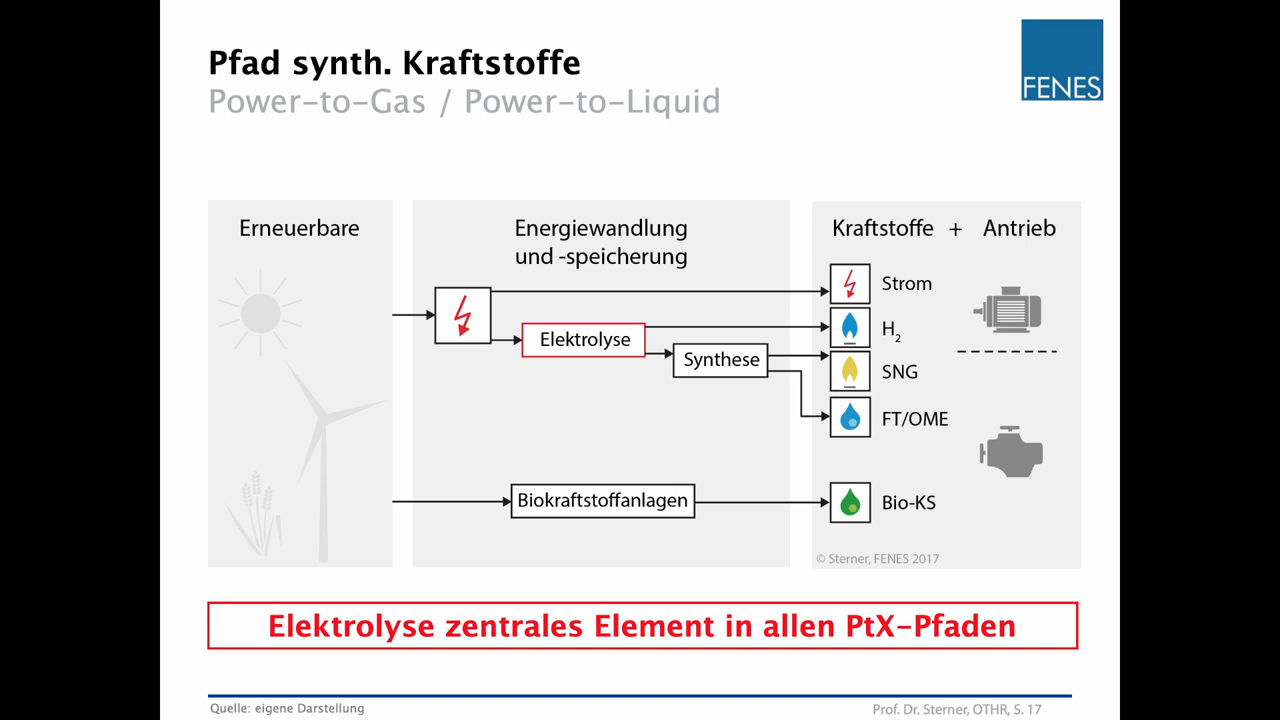 Pfad synth. Kraftstoffe
Power-to-Gas / Power-to-Liquid
FENES
Erneuerbare
Energiewandlung
und -speicherung
Kraftstoffe + Antrieb
Strom
H₂
Elektrolyse
Synthese
SNG
FT/OME
Biokraftstoffanlagen
Bio-KS
© Sterner, FENES 2017
Elektrolyse zentrales Element in allen PtX-Pfaden
Quelle: eigene Darstellung
Prof. Dr. Sterner, OTHR, S. 17